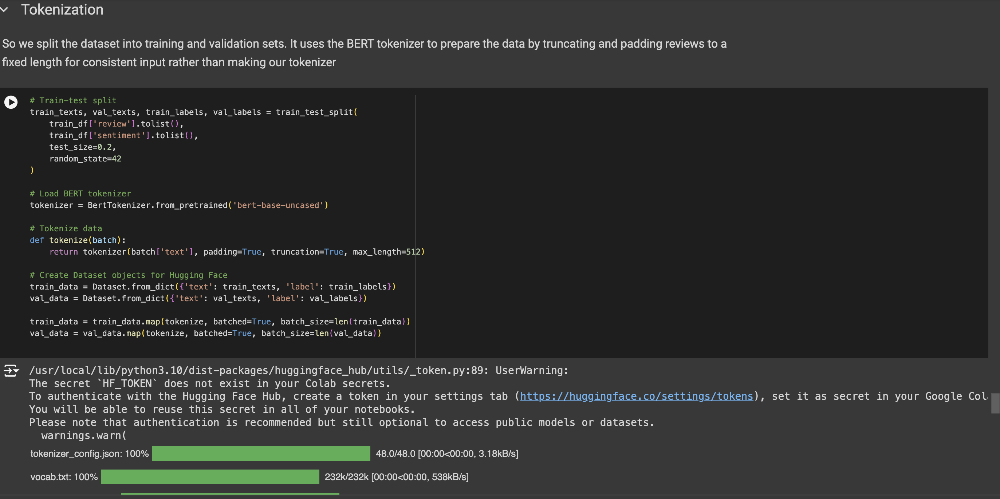 Tokenization
So we split the dataset into training and validation sets. It uses the BERT tokenizer to prepare the data by truncating and padding reviews to a
fixed length for consistent input rather than making our tokenizer
# Train-test split
train_texts, val_texts, train_labels, val_labels = train_test_split(
    train_df['review'].tolist(),
    train_df['sentiment'].tolist(),
    test_size=0.2,
    random_state=42
)
# Load BERT tokenizer
tokenizer = BertTokenizer.from_pretrained('bert-base-uncased')
# Tokenize data
def tokenize(batch):
    return tokenizer(batch['text'], padding=True, truncation=True, max_length=512)
# Create Dataset objects for Hugging Face
train_data = Dataset.from_dict({'text': train_texts, 'label': train_labels})
val_data = Dataset.from_dict({'text': val_texts, 'label': val_labels})
train_data = train_data.map(tokenize, batched=True, batch_size=len(train_data))
val_data = val_data.map(tokenize, batched=True, batch_size=len(val_data))
/usr/local/lib/python3.10/dist-packages/huggingface_hub/utils/_token.py:89: UserWarning:
The secret `HF_TOKEN` does not exist in your Colab secrets.
To authenticate with the Hugging Face Hub, create a token in your settings tab (https://huggingface.co/settings/tokens), set it as secret in your Google Col
You will be able to reuse this secret in all of your notebooks.
Please note that authentication is recommended but still optional to access public models or datasets.
  warnings.warn(
tokenizer_config.json: 100% 48.0/48.0 [00:00<00:00, 3.18kB/s]
vocab.txt: 100% 232k/232k [00:00<00:00, 538kB/s]